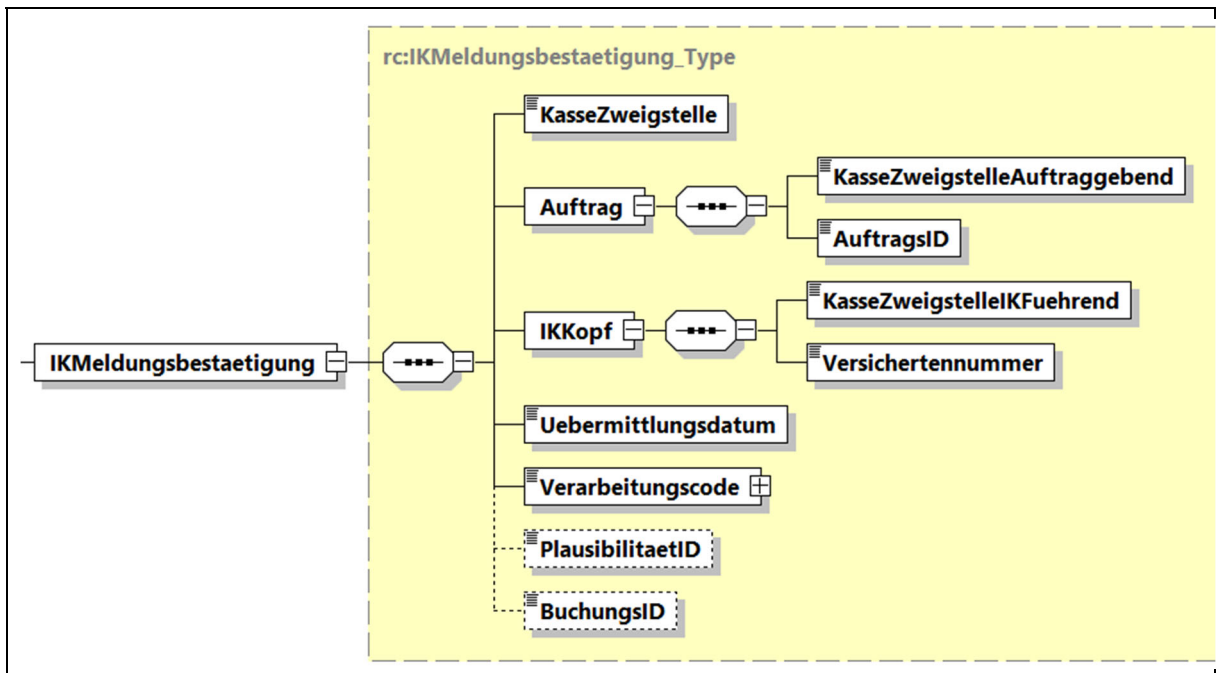 rc:IKMeldungsbestaetigung_Type
KasseZweigstelle
KasseZweigstelleAuftraggebend
Auftrag
AuftragsID
KasseZweigstelleIKFuehrend
IKKopf
IKMeldungsbestaetigung
Versichertennummer
Uebermittlungsdatum
Verarbeitungscode
PlausibilitaetID
BuchungsID